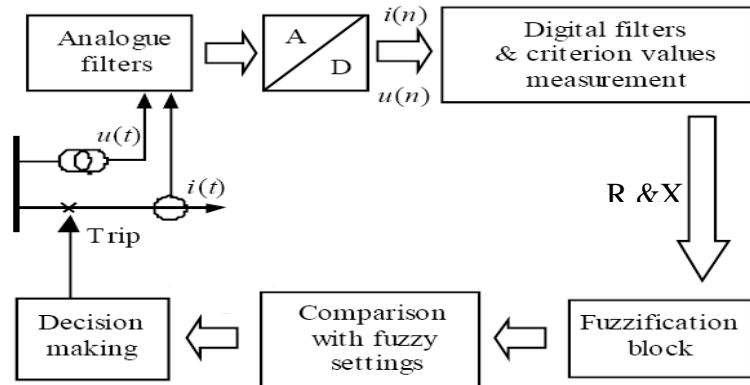 Analogue
filters
A
D
i(n)
u(n)
Digital filters
& criterion values
measurement
u(t)
i(t)
Trip
R & X
Fuzzification
block
Comparison
with fuzzy
settings
Decision
making